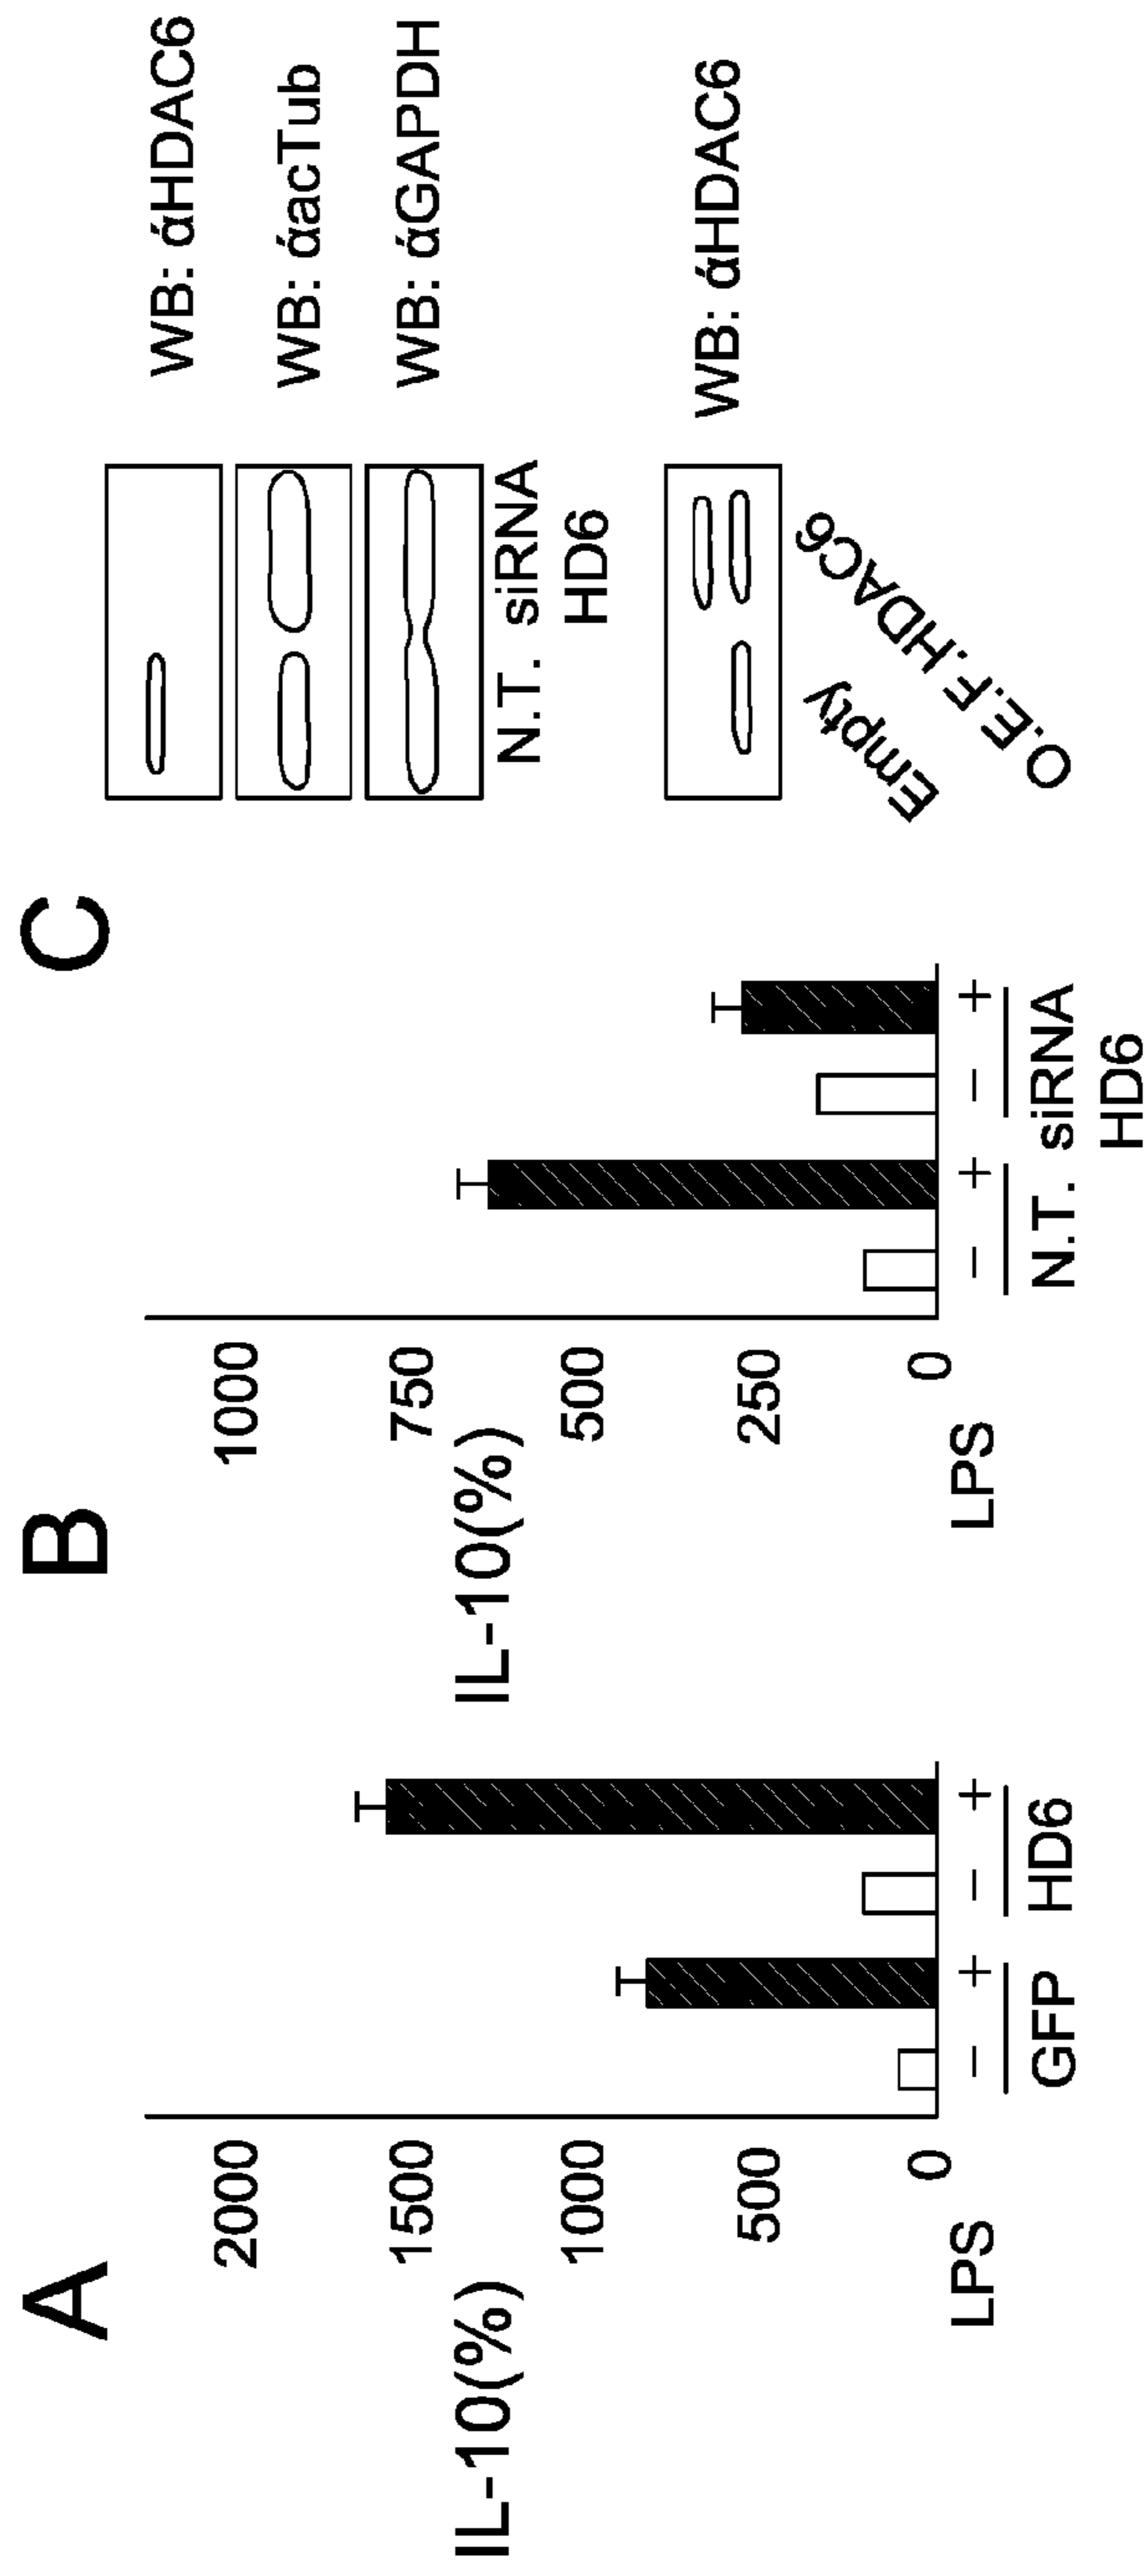 A
IL-10(%)
2000
1500
1000
500
0
LPS
− + − +
GFP HD6
B
IL-10(%)
1000
750
500
250
0
LPS
− + − +
N.T. siRNA
HD6
C
WB: άHDAC6
WB: άacTub
WB: άGAPDH
N.T. siRNA
HD6
WB: άHDAC6
Empty
O.E.F.HDAC6